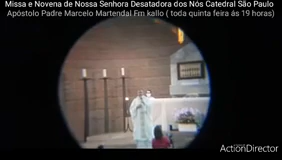 Missa e Novena de Nossa Senhora Desatadora dos Nós Catedral São Paulo
Apóstolo Padre Marcelo Martendal Fm kallo ( toda quinta feira ás 19 horas)
ActionDirector